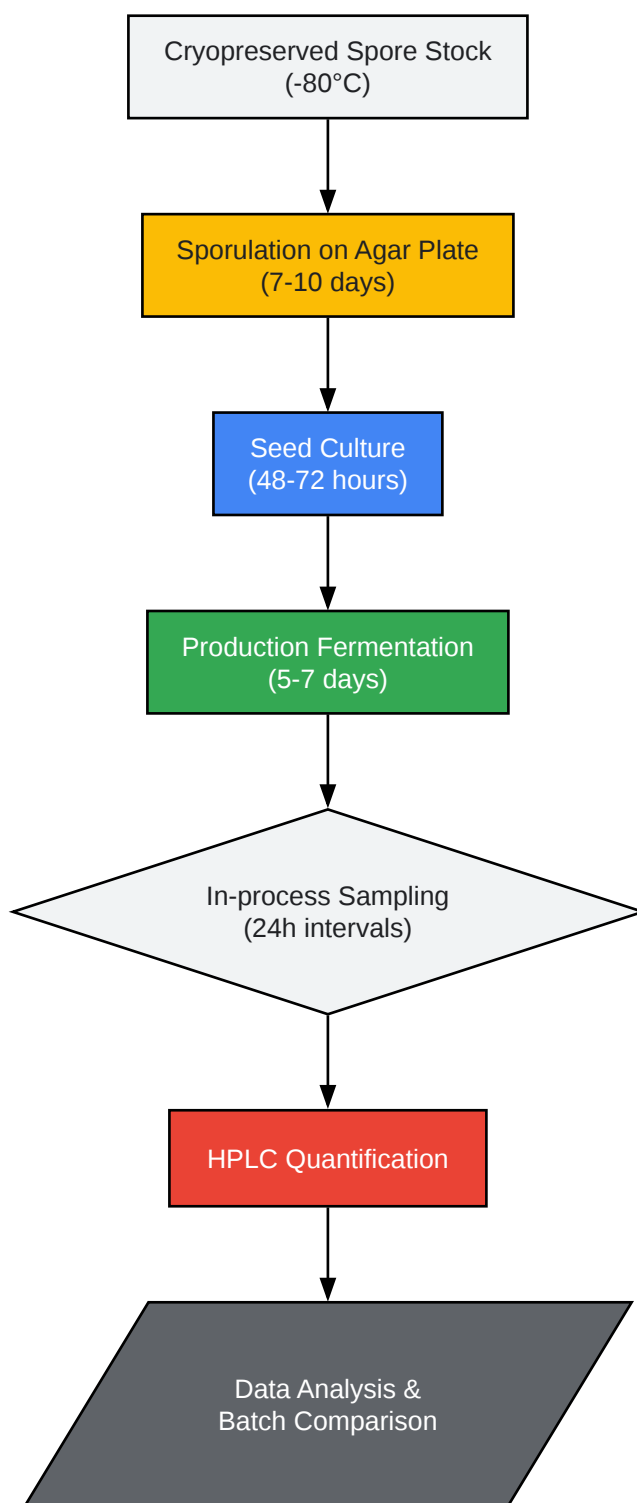 Cryopreserved Spore Stock
(-80°C)
Sporulation on Agar Plate
(7-10 days)
Seed Culture
(48-72 hours)
Production Fermentation
(5-7 days)
In-process Sampling
(24h intervals)
HPLC Quantification
Data Analysis &
Batch Comparison